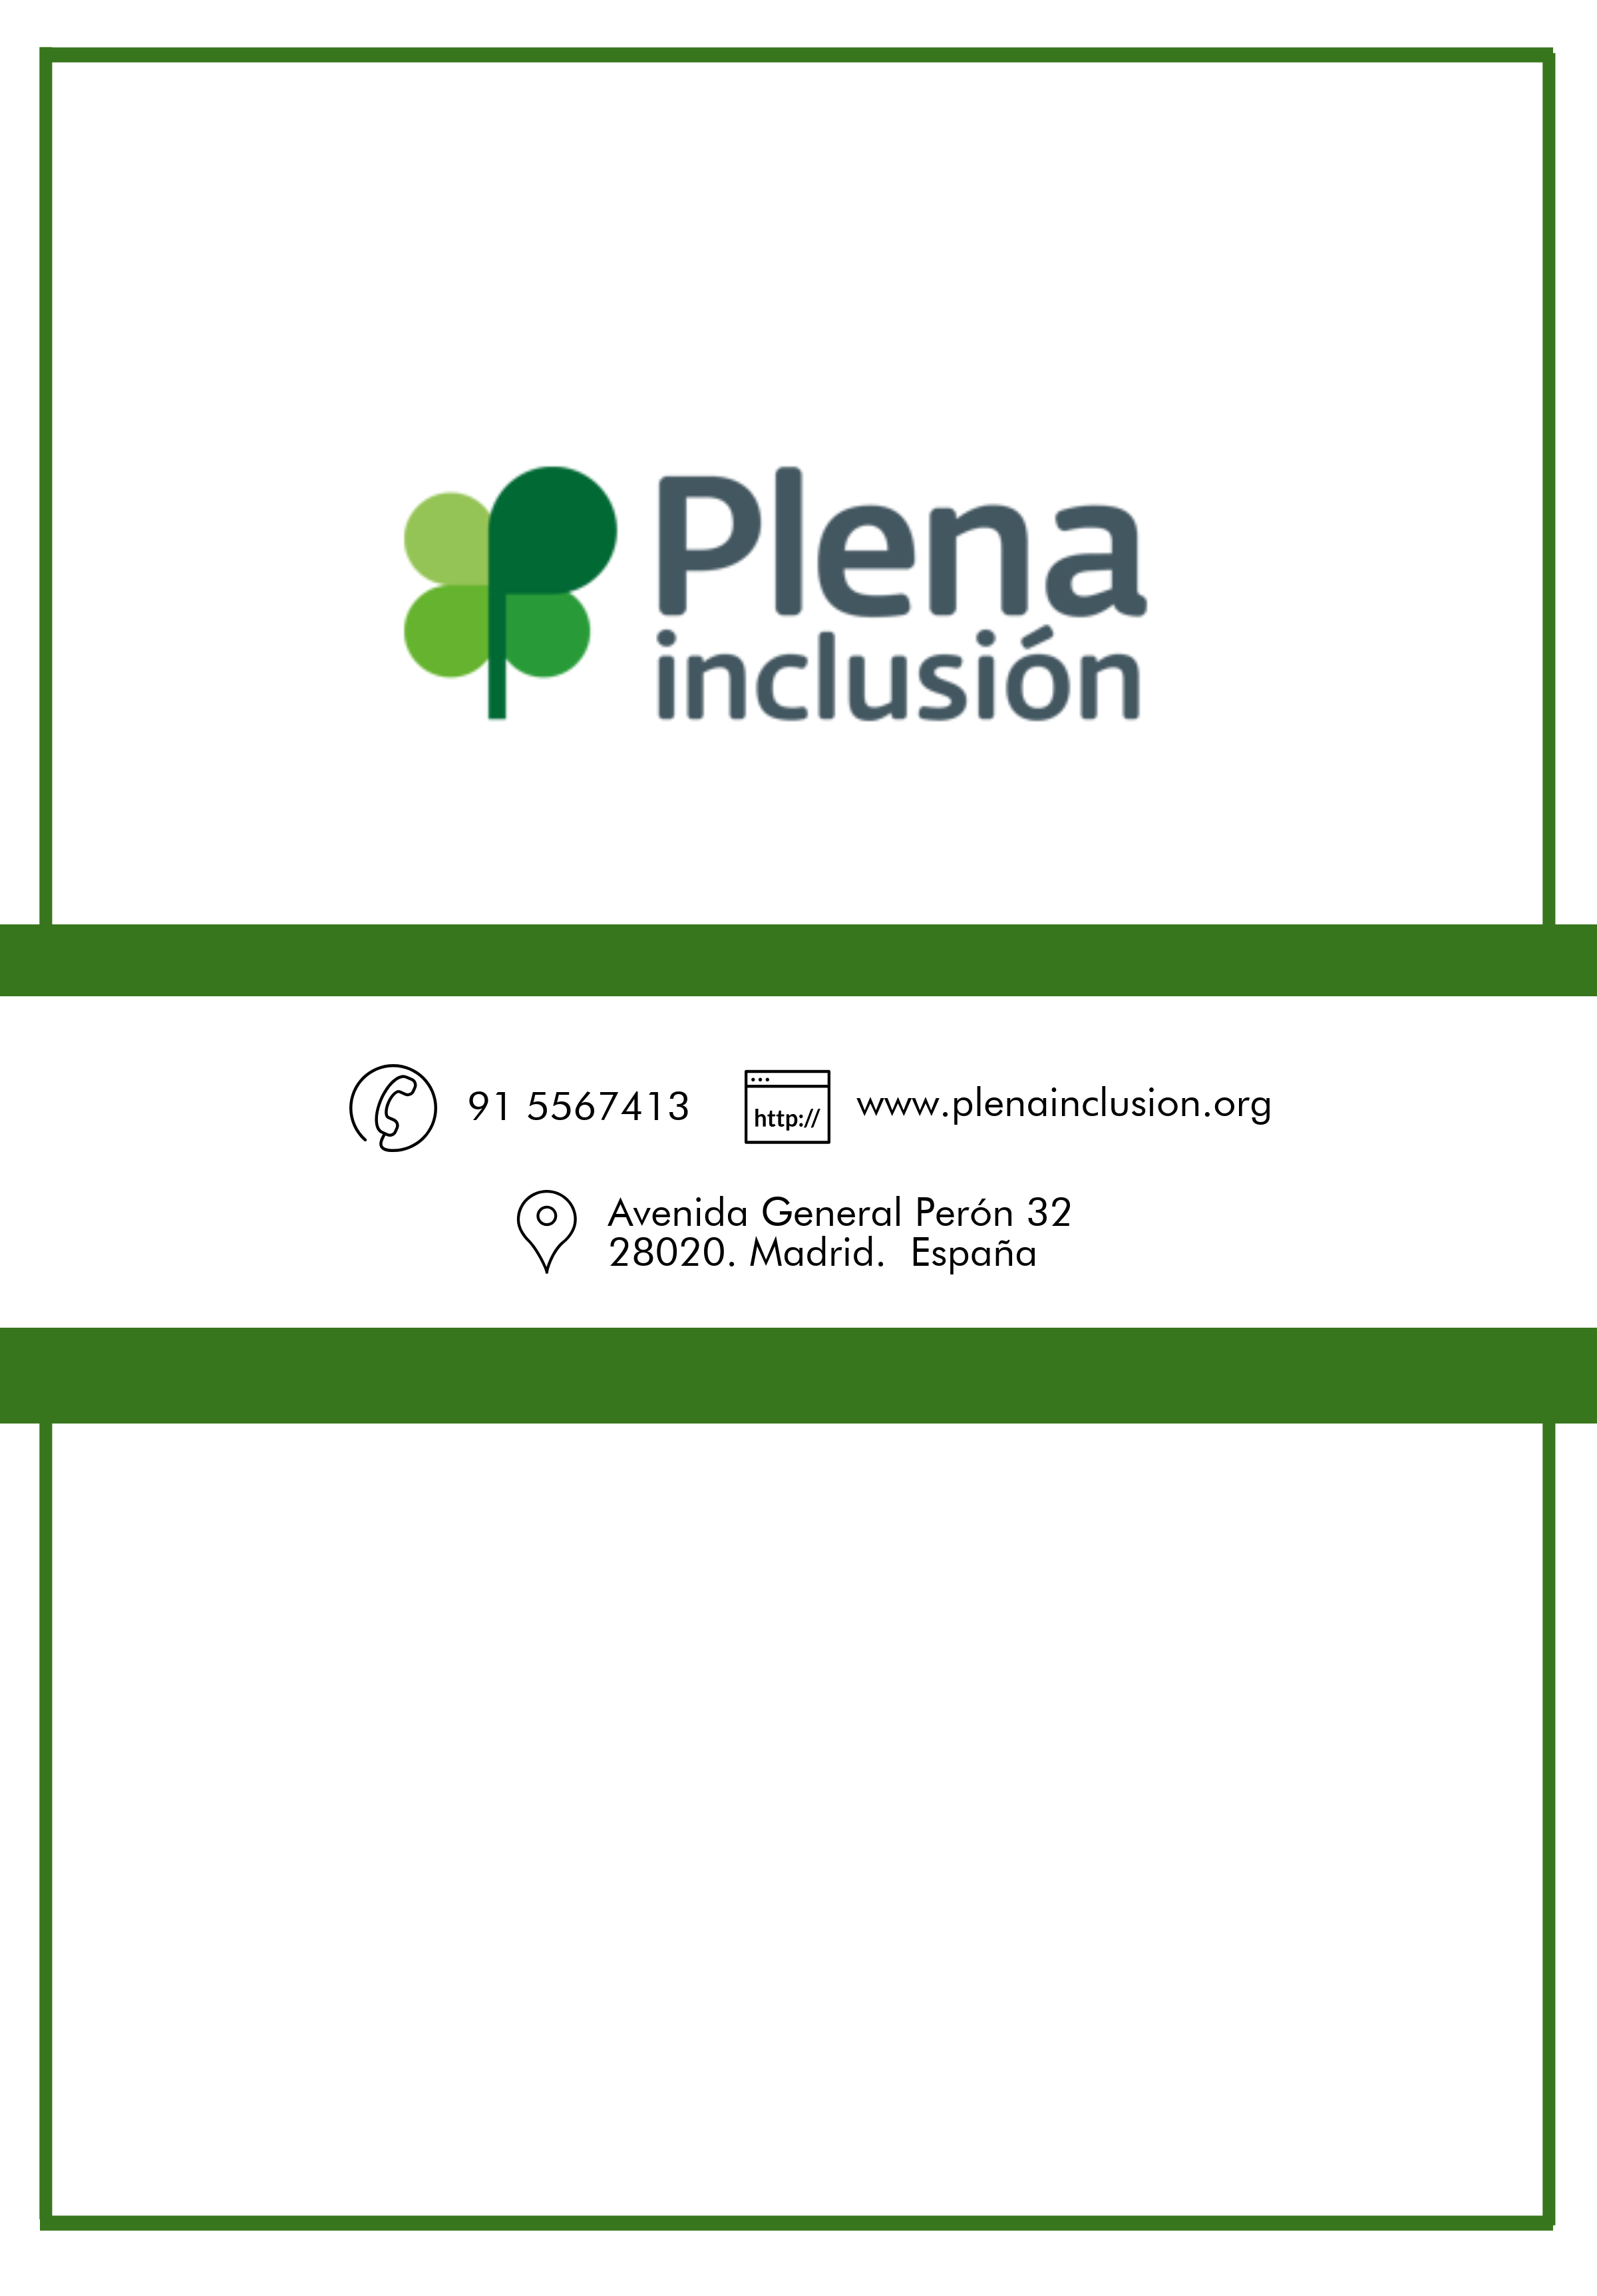 Plena
inclusión
91 5567413
http://
www.plenainclusion.org
Avenida General Perón 32
28020. Madrid.  España